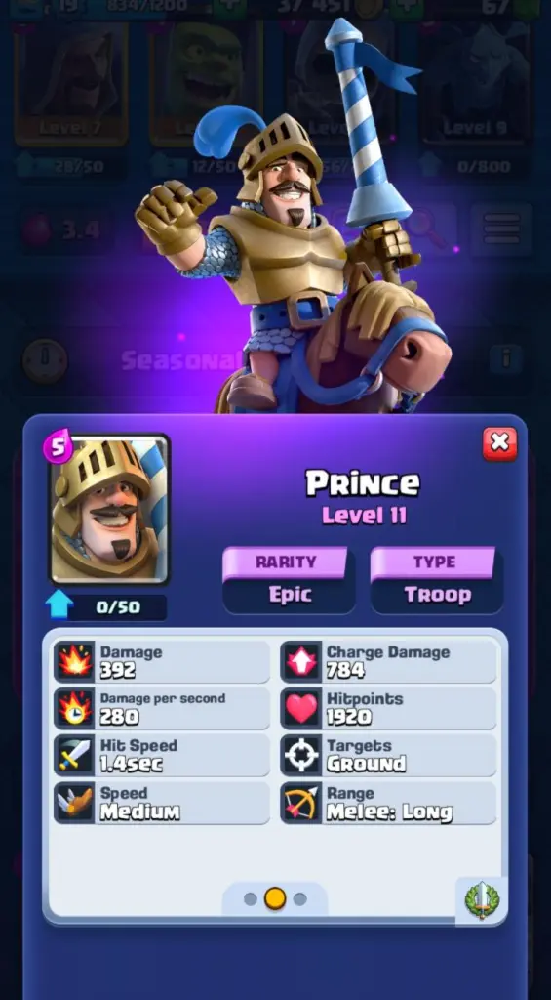 19 834/1200 37 451 67
Level 7 Level 9
28/50 12/50 0/800
3.4
Seasonal
5
Prince
Level 11
RARITY TYPE
Epic Troop
0/50
Damage Charge Damage
392 784
Damage per second Hitpoints
280 1920
Hit Speed Targets
1.4sec Ground
Speed Range
Medium Melee: Long